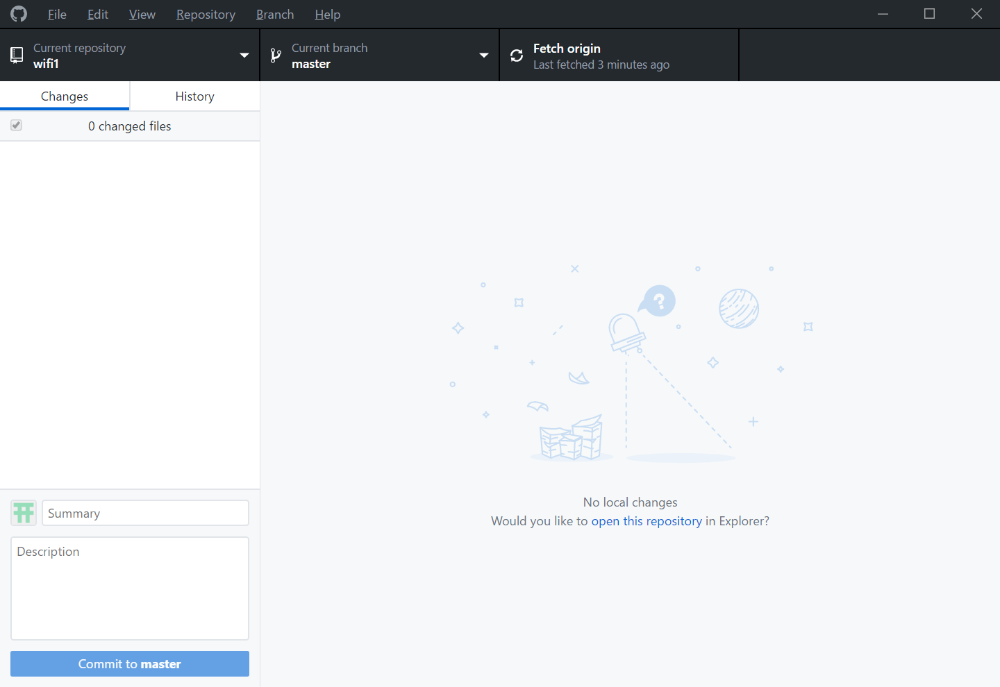 File Edit View Repository Branch Help
Current repository
wifi1
Current branch
master
Fetch origin
Last fetched 3 minutes ago
Changes
History
0 changed files
?
No local changes
Would you like to open this repository in Explorer?
Summary
Description
Commit to master